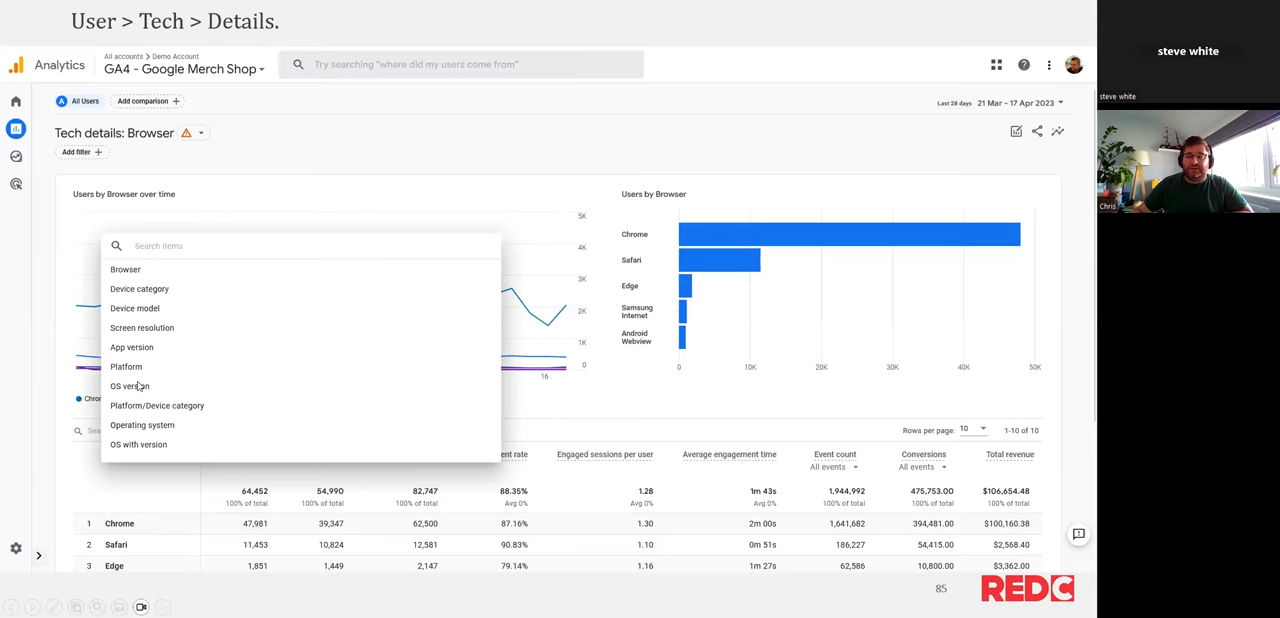 User > Tech > Details.
steve white
steve white
Chris
Analytics
All accounts > Demo Account
GA4 - Google Merch Shop
Try searching "where did my users come from"
A All Users
Add comparison +
Last 28 days 21 Mar - 17 Apr 2023
Tech details: Browser
Add filter +
Users by Browser over time
5K
4K
3K
2K
1K
0
16
Search items
Browser
Device category
Device model
Screen resolution
App version
Platform
OS version
Platform/Device category
Operating system
OS with version
Users by Browser
Chrome
Safari
Edge
Samsung
Internet
Android
Webview
0 10K 20K 30K 40K 50K
Rows per page: 10 1-10 of 10
Engaged sessions per user Average engagement time Event count Conversions Total revenue
All events All events
64,452 54,990 82,747 88.35% 1.28 1m 43s 1,944,992 475,753.00 $106,654.48
100% of total 100% of total 100% of total Avg 0% Avg 0% Avg 0% 100% of total 100% of total 100% of total
1 Chrome 47,981 39,347 62,500 87.16% 1.30 2m 00s 1,641,682 394,481.00 $100,160.38
2 Safari 11,453 10,824 12,581 90.83% 1.10 0m 51s 186,227 54,415.00 $2,568.40
3 Edge 1,851 1,449 2,147 79.14% 1.16 1m 27s 62,586 10,800.00 $3,362.00
85
REDC